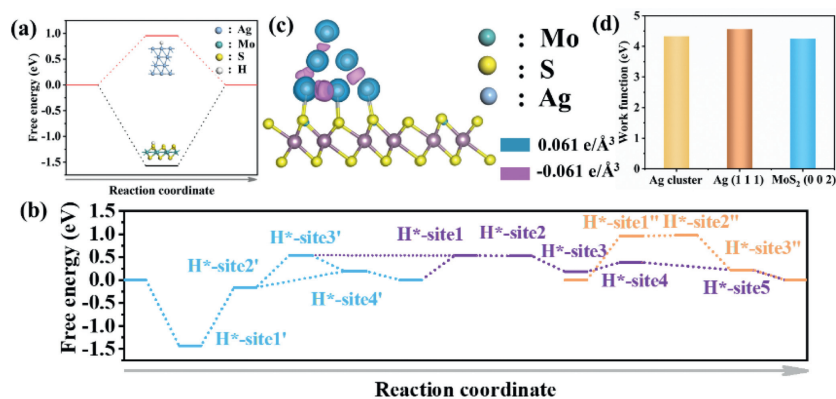 (a)
Free energy (eV)
1.0
0.5
0.0
-0.5
-1.0
-1.5
: Ag
: Mo
: S
: H
Reaction coordinate
(c)
: Mo
: S
: Ag
0.061 e/Å³
-0.061 e/Å³
(d)
Work function (eV)
5
4
3
2
1
0
Ag cluster Ag (1 1 1) MoS₂ (0 0 2)
(b)
Free energy (eV)
1.5
1.0
0.5
0.0
-0.5
-1.0
-1.5
H*-site1'
H*-site2'
H*-site3'
H*-site4'
H*-site1
H*-site2
H*-site3
H*-site4
H*-site5
H*-site1''
H*-site2''
H*-site3''
Reaction coordinate